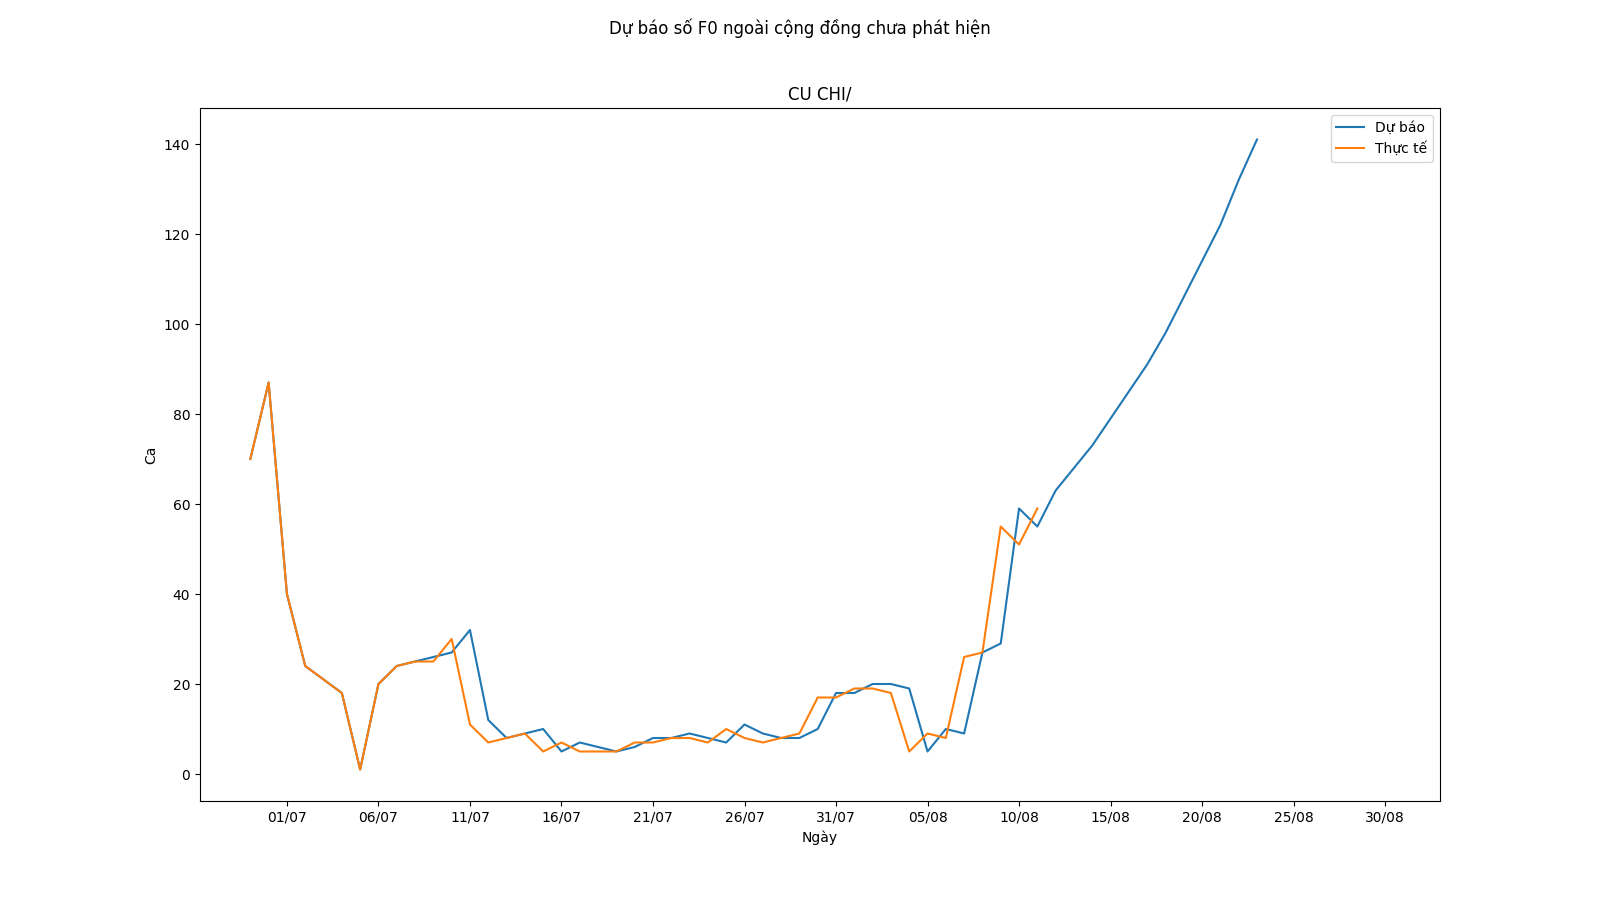 Dự báo số F0 ngoài cộng đồng chưa phát hiện
CU CHI/
Dự báo
Thực tế
140
120
100
80
60
40
20
0
Ca
01/07 06/07 11/07 16/07 21/07 26/07 31/07 05/08 10/08 15/08 20/08 25/08 30/08
Ngày